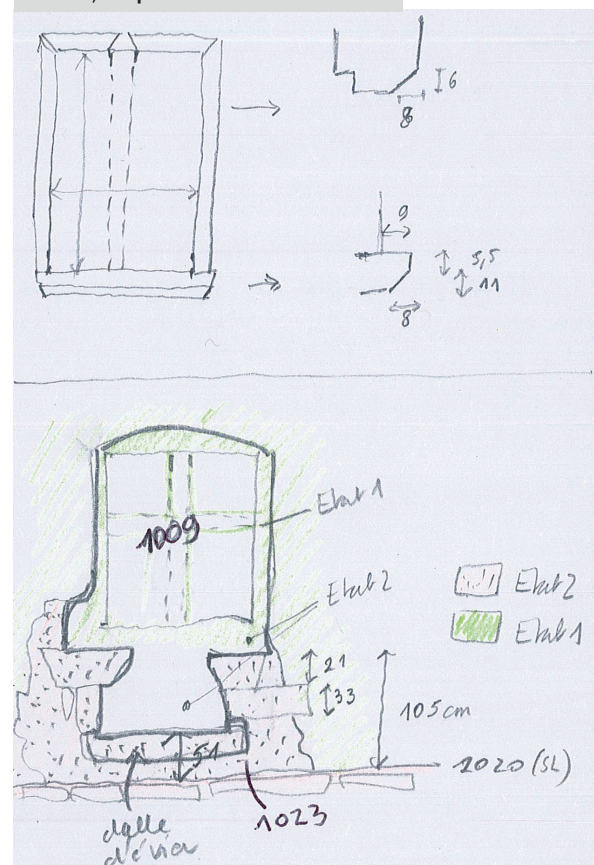 6
8
9
5,5
11
8
Etat 1
1009
Etat 2
Etat 2
Etat 1
21
33
105 cm
51
2020 (SL)
1023
dalle
d'évier